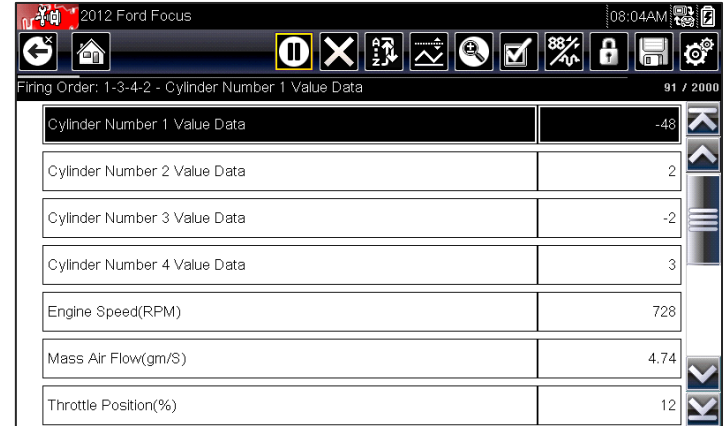 2012 Ford Focus 08:04AM
Firing Order: 1-3-4-2 - Cylinder Number 1 Value Data 91 / 2000
Cylinder Number 1 Value Data -48
Cylinder Number 2 Value Data 2
Cylinder Number 3 Value Data -2
Cylinder Number 4 Value Data 3
Engine Speed(RPM) 728
Mass Air Flow(gm/S) 4.74
Throttle Position(%) 12